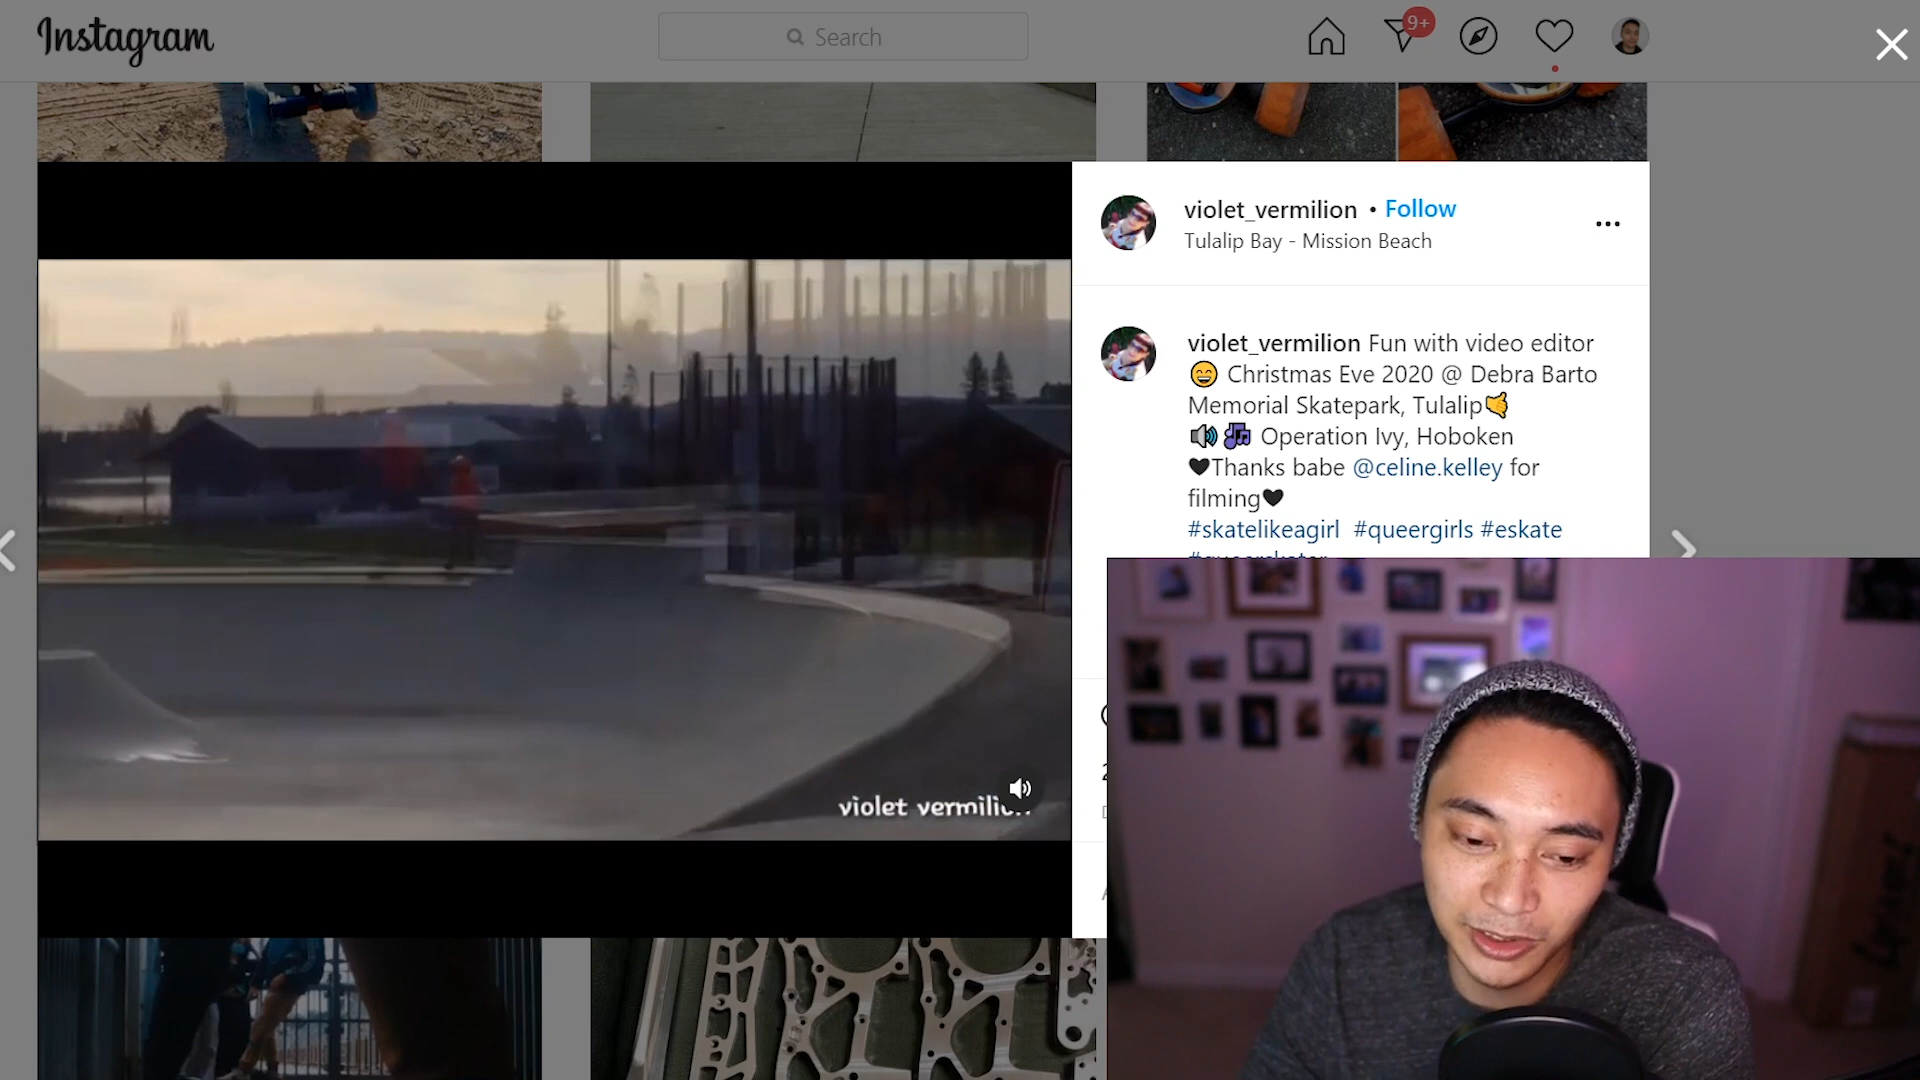 Instagram
Search
9+
violet_vermilion • Follow
Tulalip Bay - Mission Beach
violet_vermilion Fun with video editor
😄 Christmas Eve 2020 @ Debra Barto
Memorial Skatepark, Tulalip🤙
🔊🎶 Operation Ivy, Hoboken
🖤Thanks babe @celine.kelley for
filming🖤
#skatelikeagirl #queergirls #eskate
violet vermilion